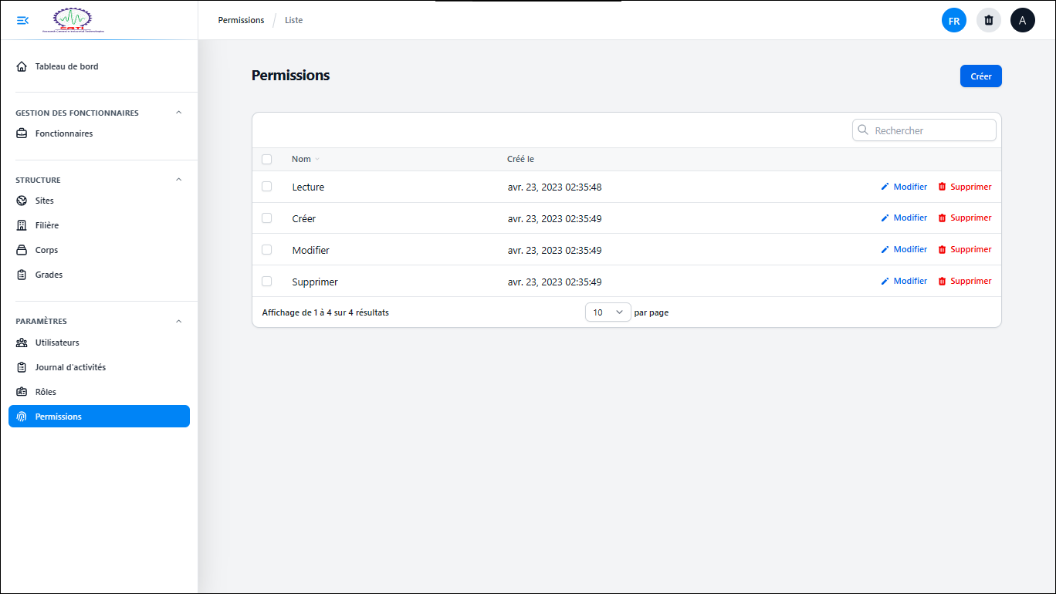 Permissions / Liste
FR
A
Tableau de bord
GESTION DES FONCTIONNAIRES
Fonctionnaires
STRUCTURE
Sites
Filière
Corps
Grades
PARAMÈTRES
Utilisateurs
Journal d'activités
Rôles
Permissions
Permissions
Créer
Rechercher
Nom Créé le
Lecture avr. 23, 2023 02:35:48 Modifier Supprimer
Créer avr. 23, 2023 02:35:49 Modifier Supprimer
Modifier avr. 23, 2023 02:35:49 Modifier Supprimer
Supprimer avr. 23, 2023 02:35:49 Modifier Supprimer
Affichage de 1 à 4 sur 4 résultats 10 par page